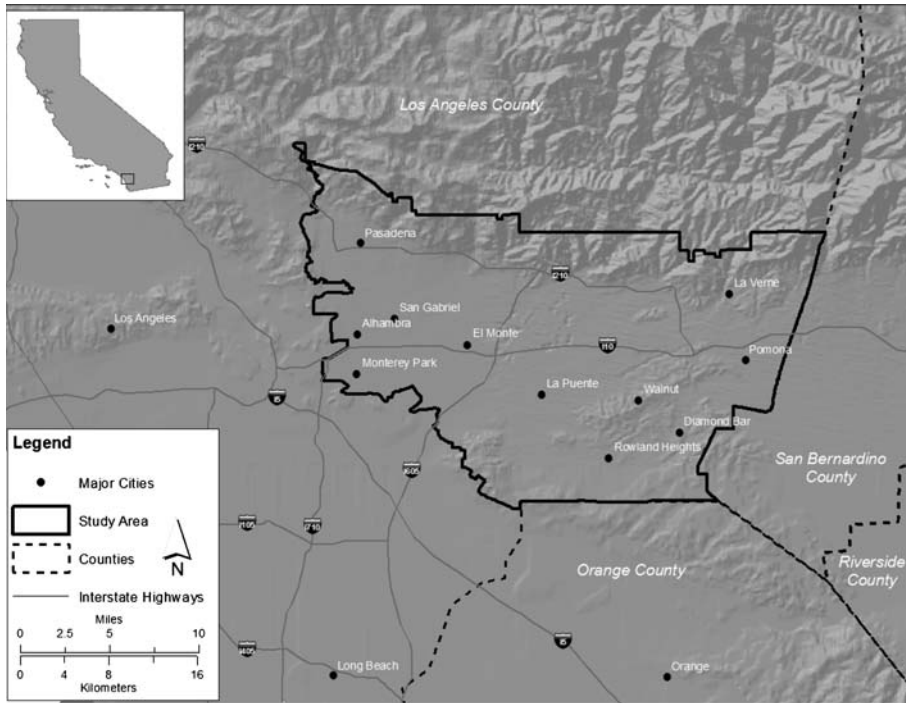 Los Angeles County
I210
Pasadena
I210
La Verne
Los Angeles
San Gabriel
Alhambra
El Monte
I10
Pomona
Monterey Park
La Puente
Walnut
I5
Diamond Bar
Rowland Heights
San Bernardino
County
I605
I105
I710
Orange County
Riverside
County
I5
I405
Long Beach
Orange
Legend
Major Cities
Study Area
Counties
N
Interstate Highways
Miles
0 2.5 5 10
0 4 8 16
Kilometers